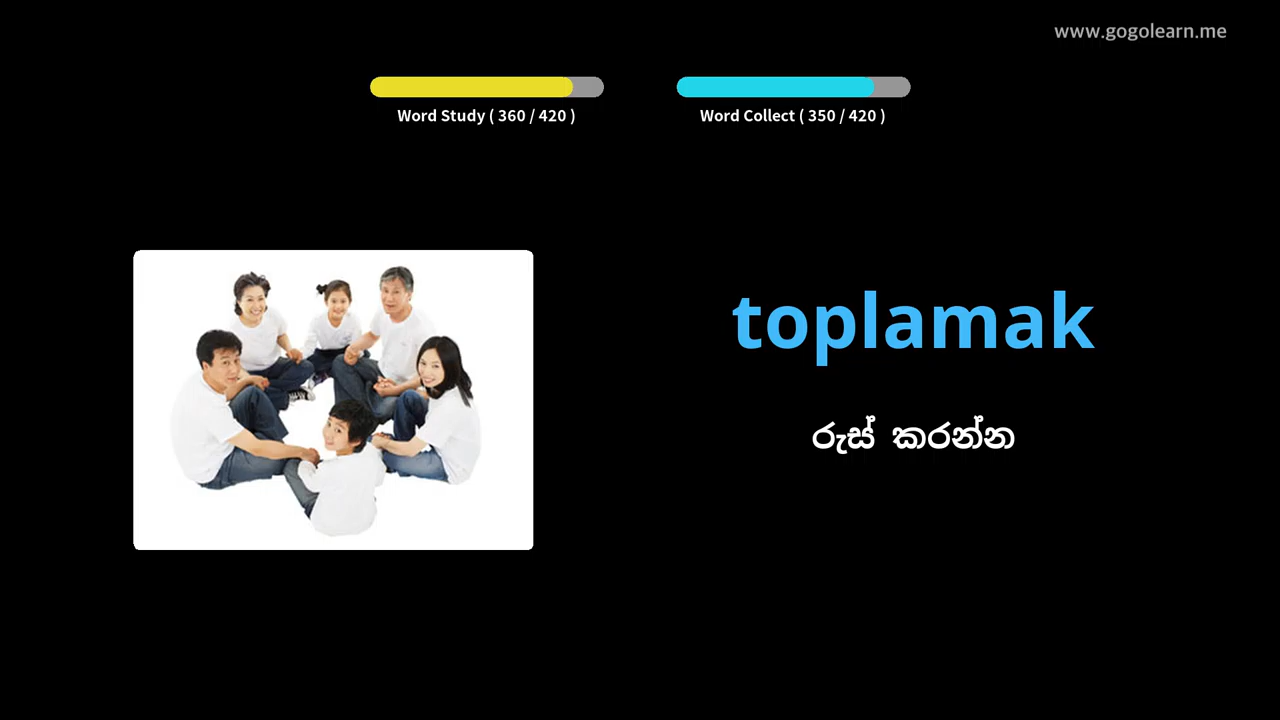 www.gogolearn.me
Word Study ( 360 / 420 )
Word Collect ( 350 / 420 )
toplamak
රුස් කරන්න